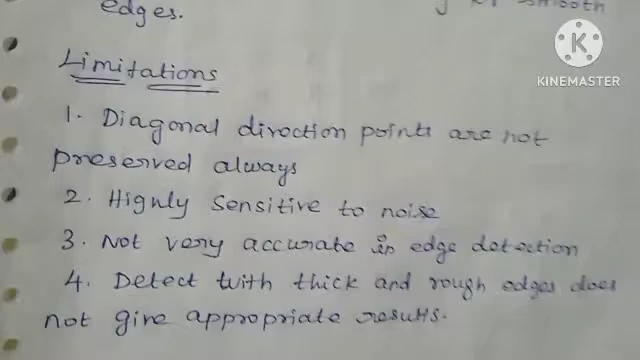 edges.
smooth
KINEMASTER
Limitations
1. Diagonal direction points are not
preserved always
2. Highly sensitive to noise
3. Not very accurate in edge detection
4. Detect with thick and rough edges does
not give appropriate results.